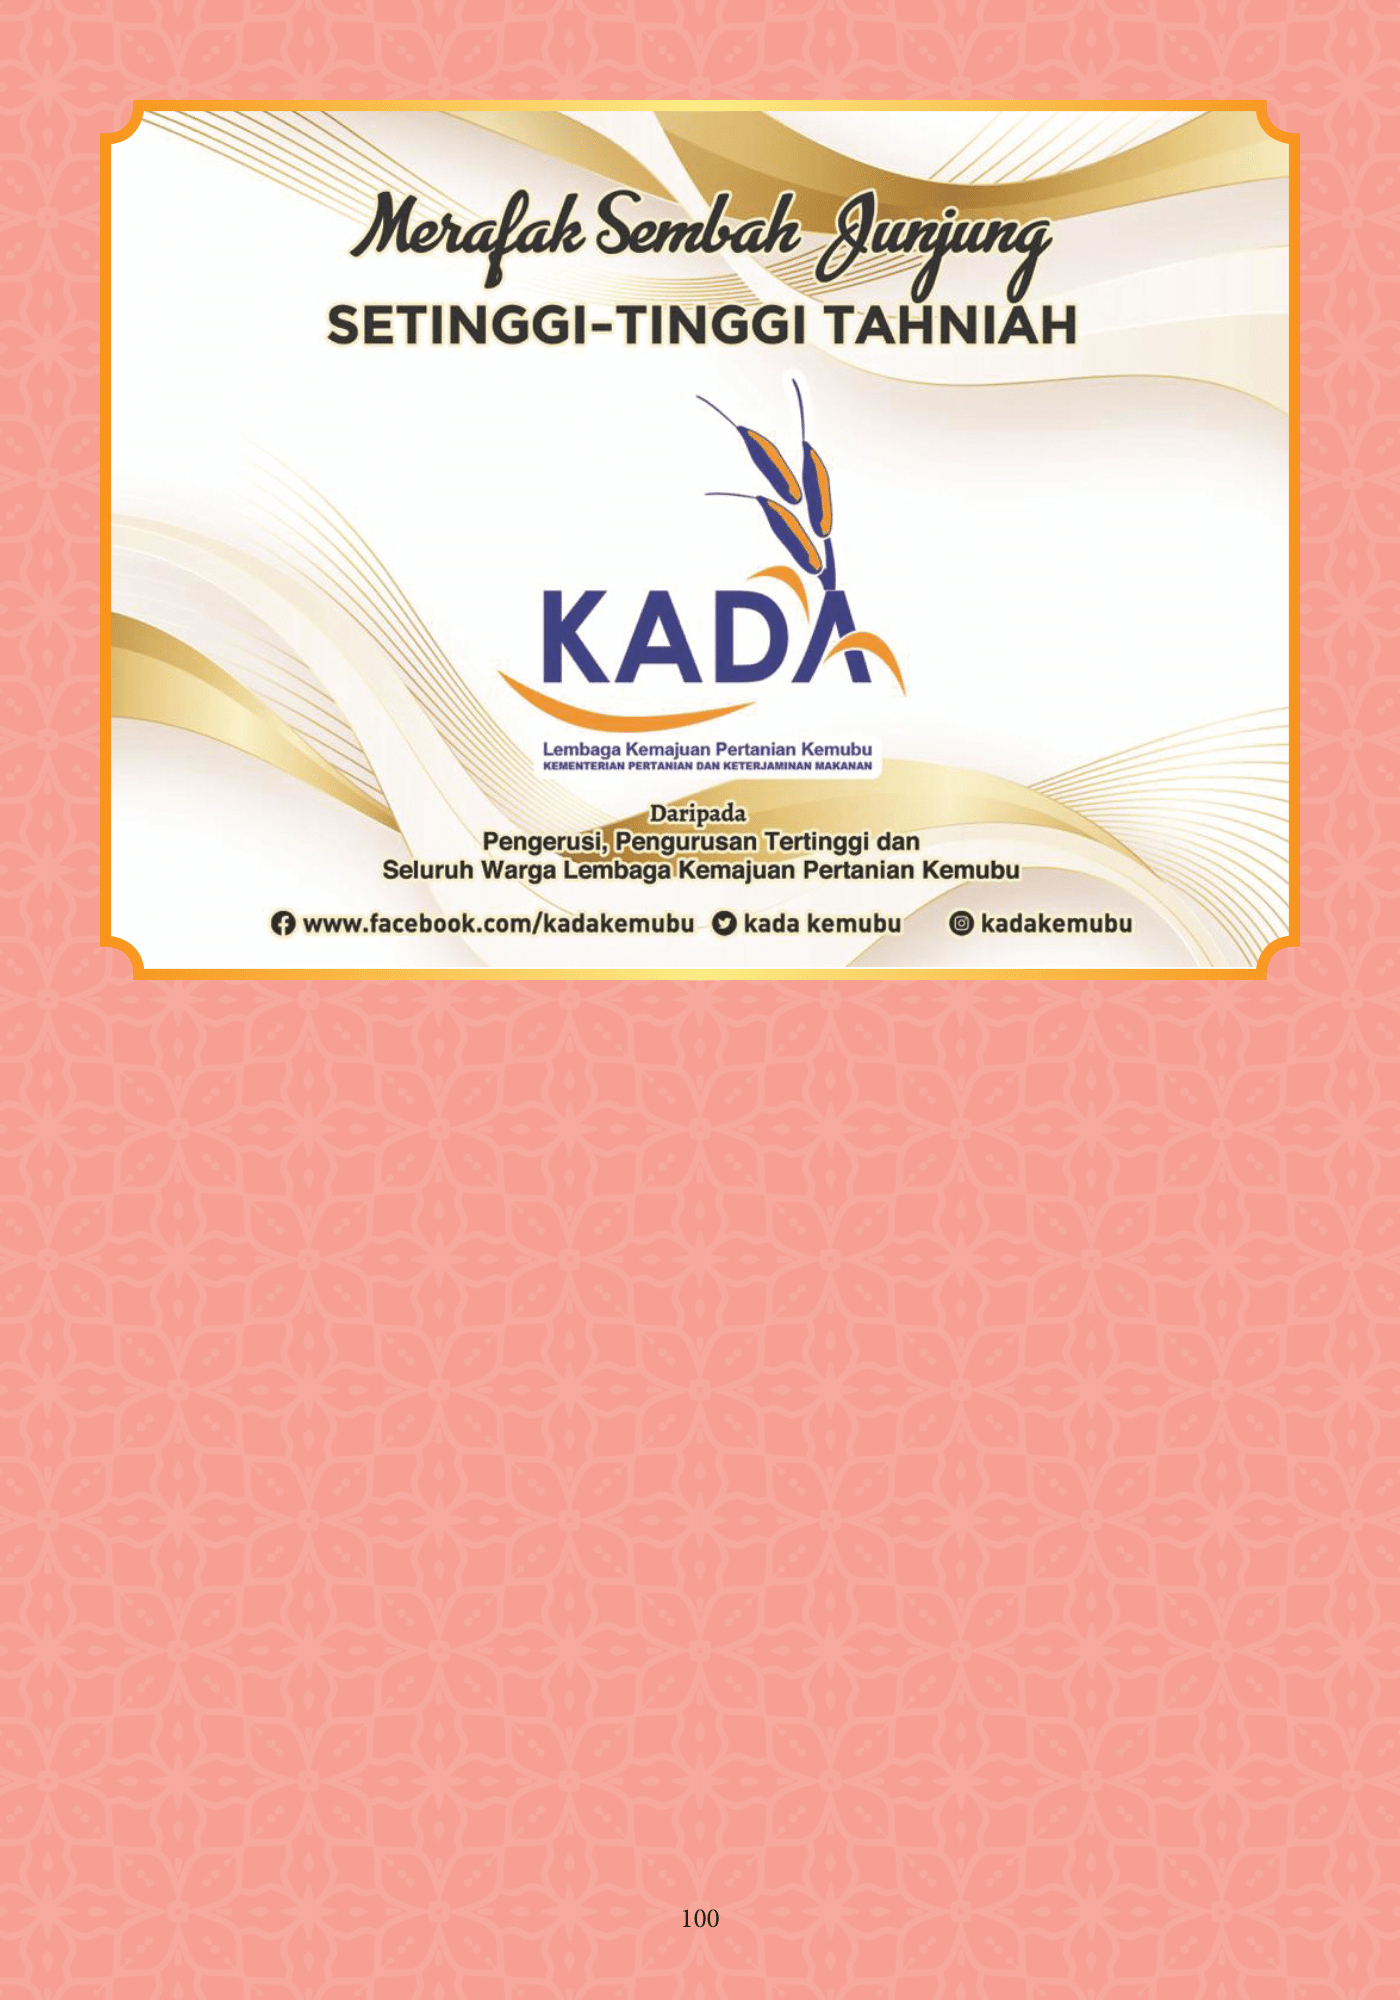 Merafak Sembah Junjung
SETINGGI-TINGGI TAHNIAH
KADA
Lembaga Kemajuan Pertanian Kemubu
KEMENTERIAN PERTANIAN DAN KETERJAMINAN MAKANAN
Daripada
Pengerusi, Pengurusan Tertinggi dan
Seluruh Warga Lembaga Kemajuan Pertanian Kemubu
www.facebook.com/kadakemubu kada kemubu kadakemubu
100